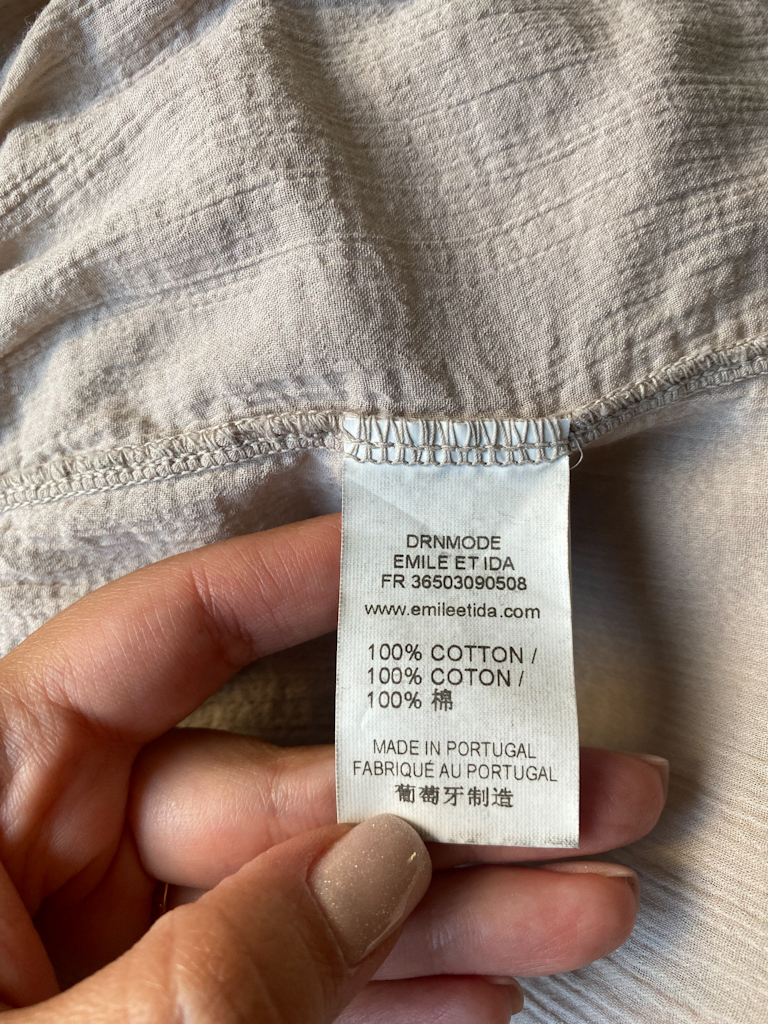 DRNMODE
EMILE ET IDA
FR 36503090508
www.emileetida.com
100% COTTON /
100% COTON /
100% 棉
MADE IN PORTUGAL
FABRIQUÉ AU PORTUGAL
葡萄牙制造